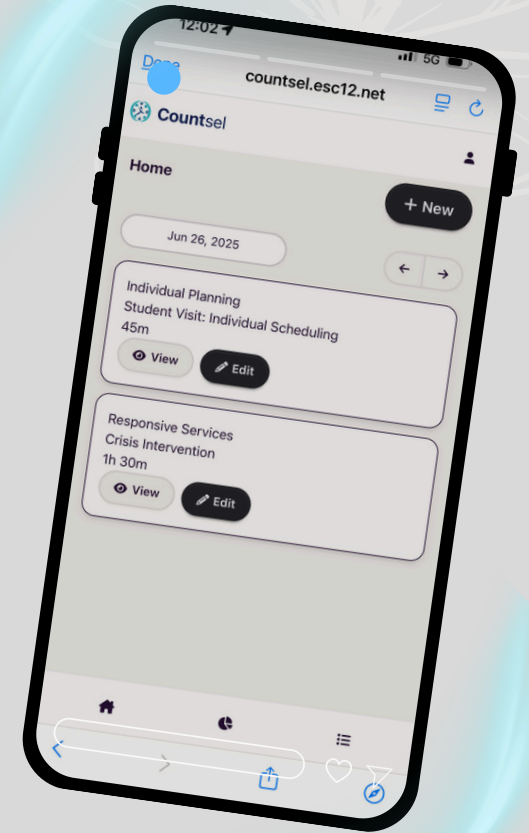 12:02
5G
Done
countsel.esc12.net
Countsel
Home
+ New
Jun 26, 2025
Individual Planning
Student Visit: Individual Scheduling
45m
View
Edit
Responsive Services
Crisis Intervention
1h 30m
View
Edit